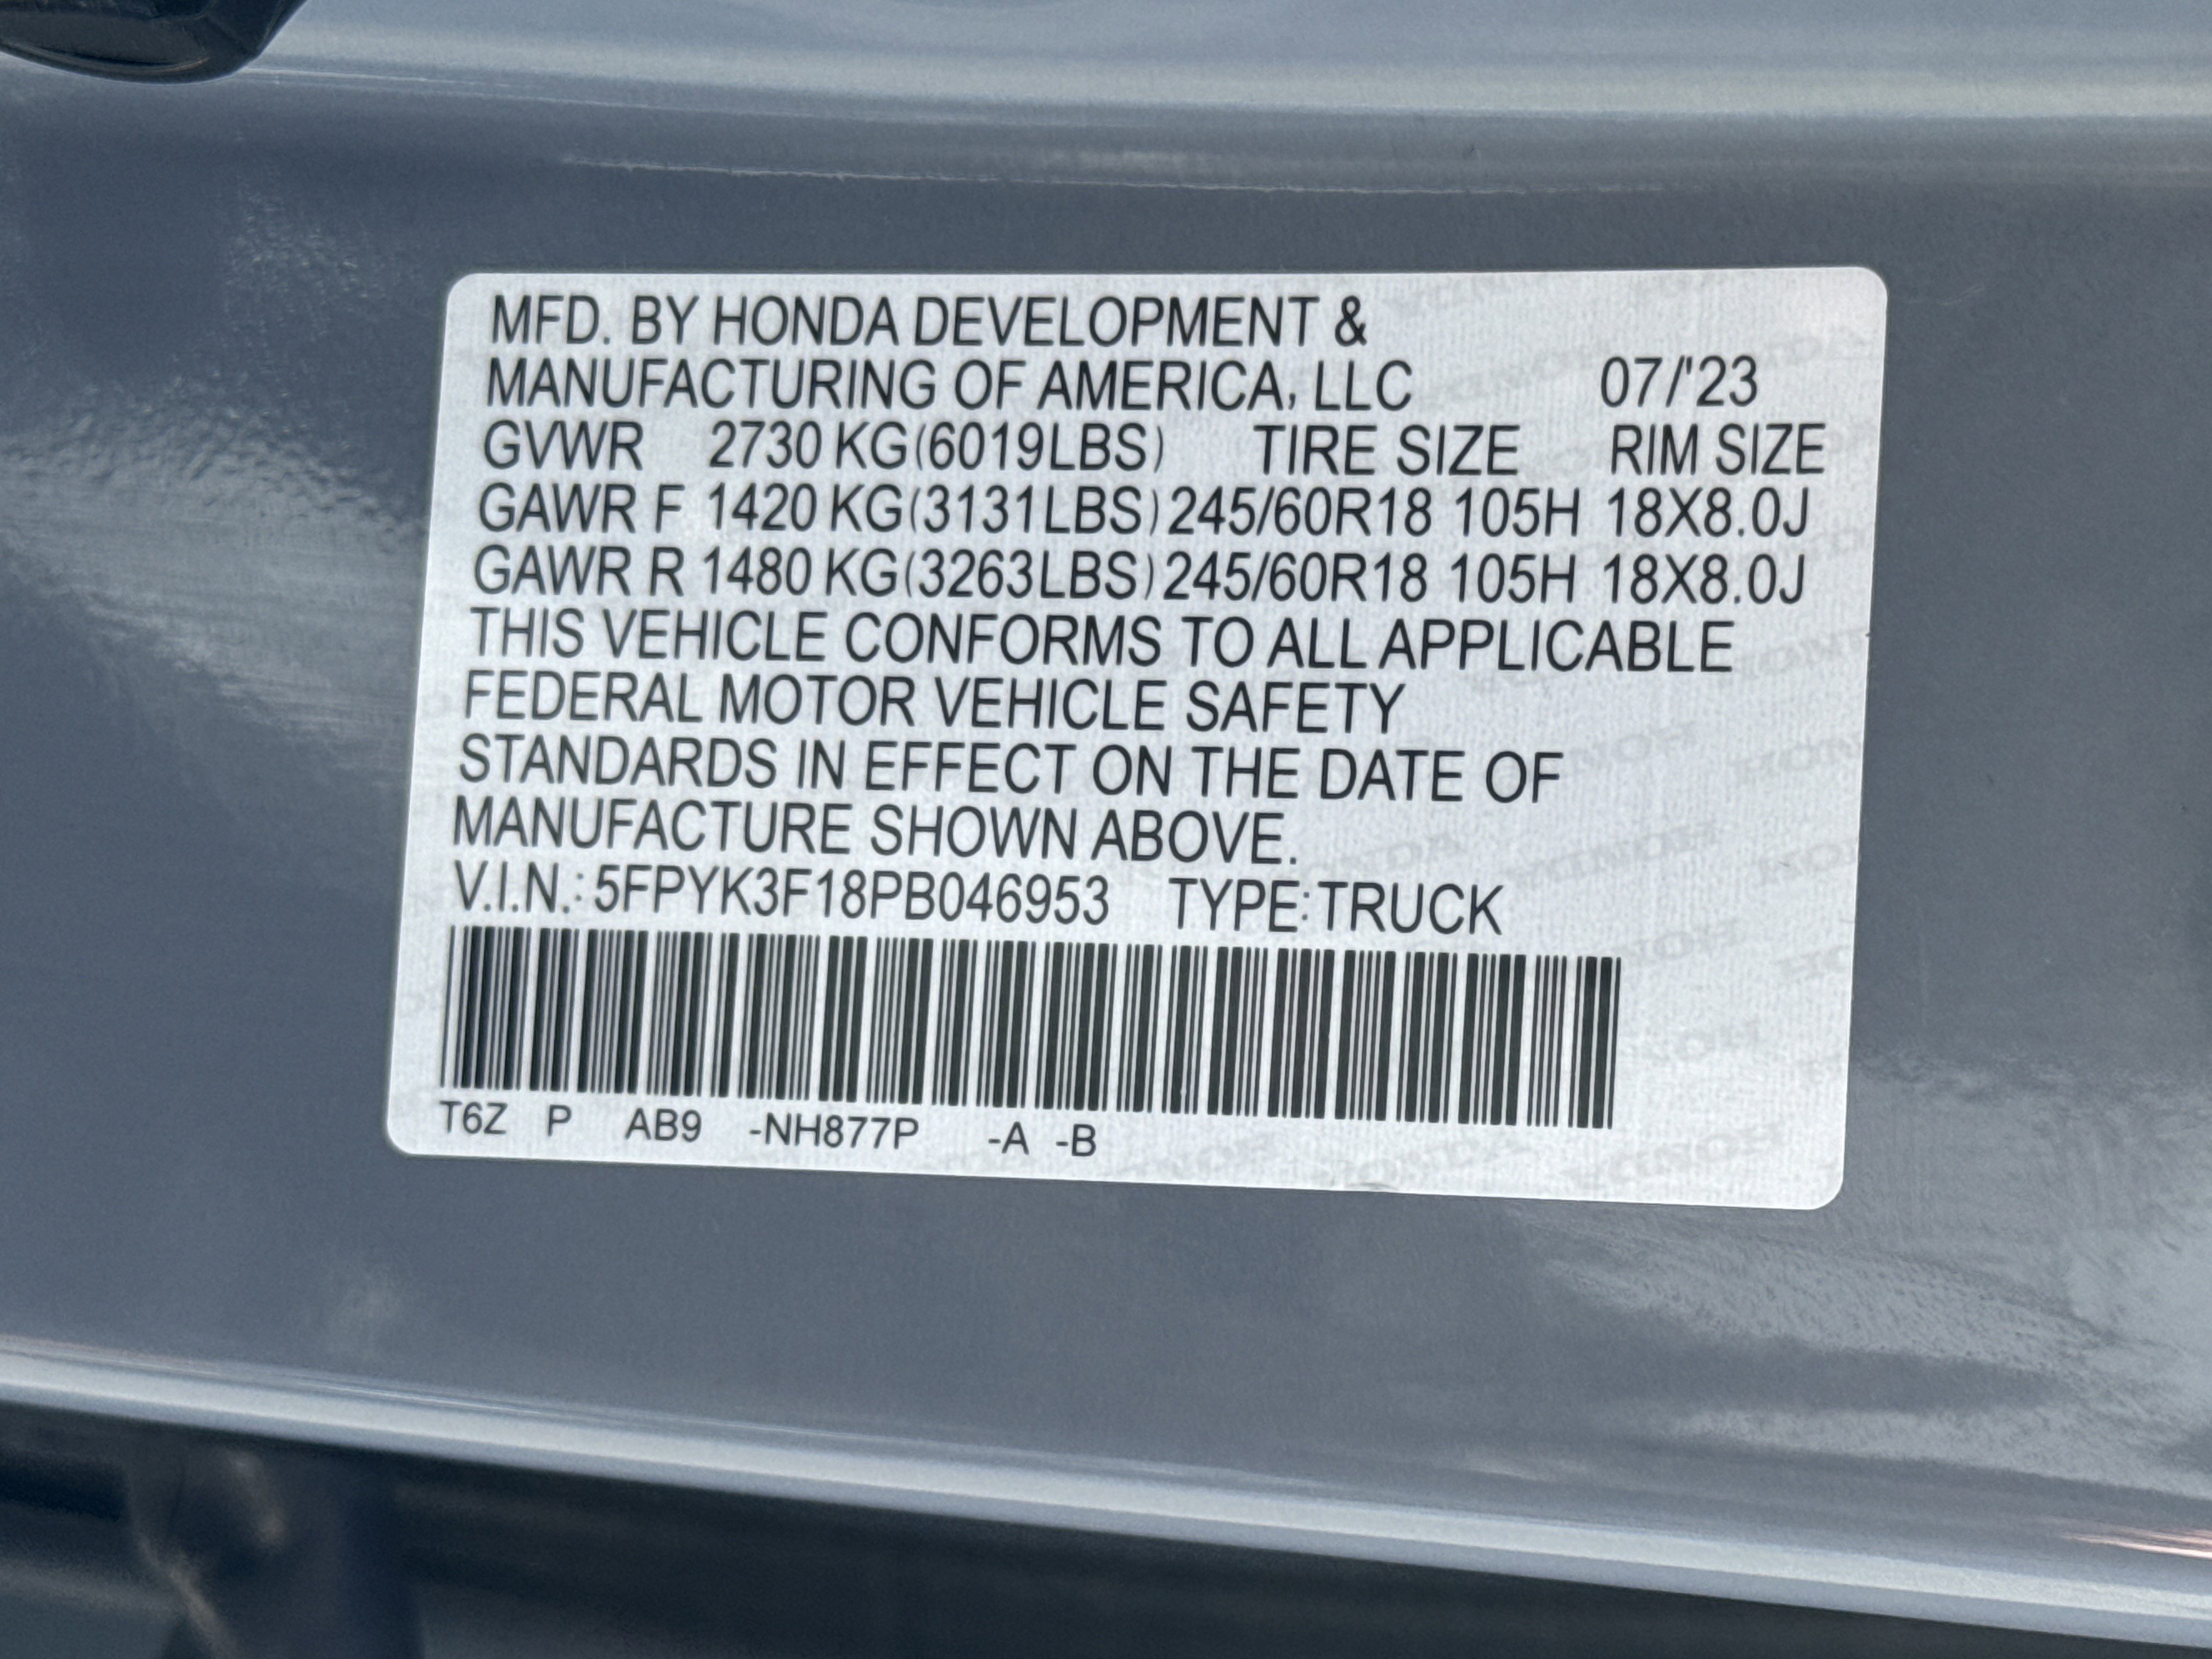 MFD. BY HONDA DEVELOPMENT &
MANUFACTURING OF AMERICA, LLC 07/'23
GVWR 2730 KG(6019LBS) TIRE SIZE RIM SIZE
GAWR F 1420 KG(3131LBS) 245/60R18 105H 18X8.0J
GAWR R 1480 KG(3263LBS) 245/60R18 105H 18X8.0J
THIS VEHICLE CONFORMS TO ALL APPLICABLE
FEDERAL MOTOR VEHICLE SAFETY
STANDARDS IN EFFECT ON THE DATE OF
MANUFACTURE SHOWN ABOVE.
V.I.N.: 5FPYK3F18PB046953 TYPE:TRUCK
T6Z P AB9 -NH877P -A -B